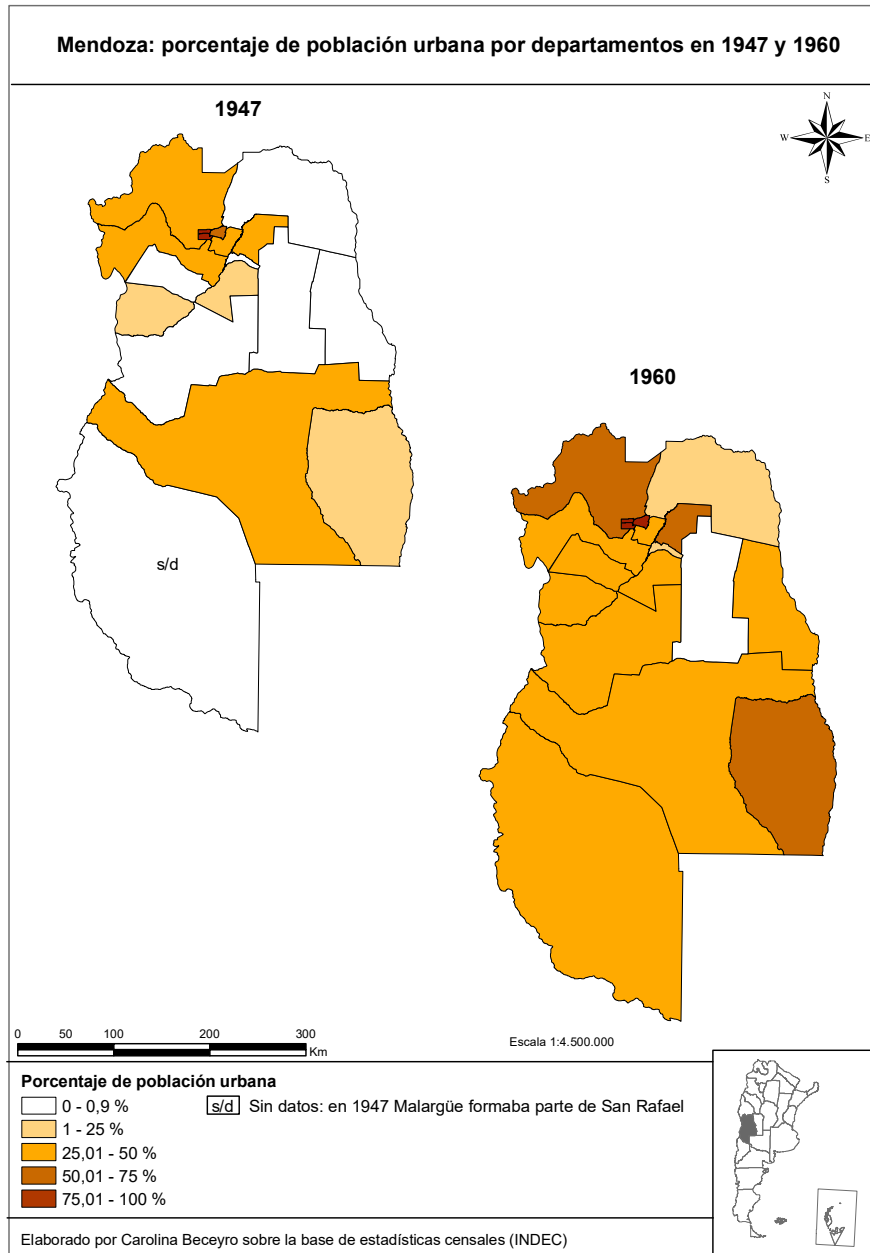 Mendoza: porcentaje de población urbana por departamentos en 1947 y 1960
1947
N
W
E
S
1960
s/d
0 50 100 200 300
Km
Escala 1:4.500.000
Porcentaje de población urbana
0 - 0,9 %
s/d Sin datos: en 1947 Malargüe formaba parte de San Rafael
1 - 25 %
25,01 - 50 %
50,01 - 75 %
75,01 - 100 %
Elaborado por Carolina Beceyro sobre la base de estadísticas censales (INDEC)